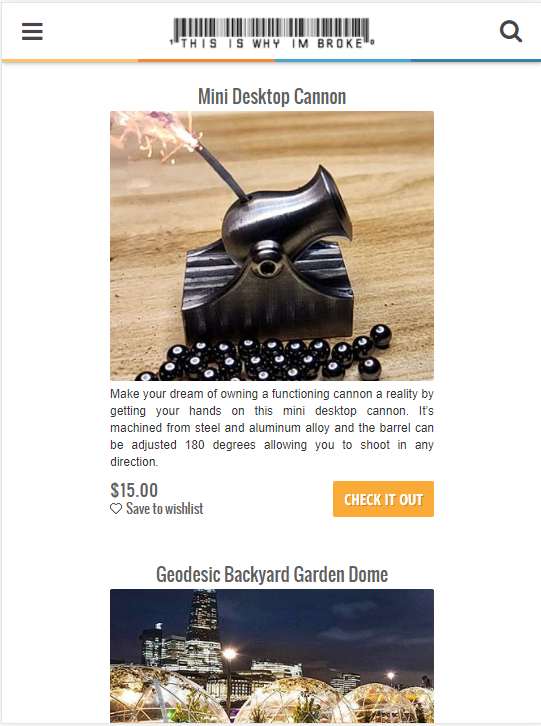 1 THIS IS WHY IM BROKE 0
Mini Desktop Cannon
Make your dream of owning a functioning cannon a reality by
getting your hands on this mini desktop cannon. It's
machined from steel and aluminum alloy and the barrel can
be adjusted 180 degrees allowing you to shoot in any
direction.
$15.00
CHECK IT OUT
Save to wishlist
Geodesic Backyard Garden Dome